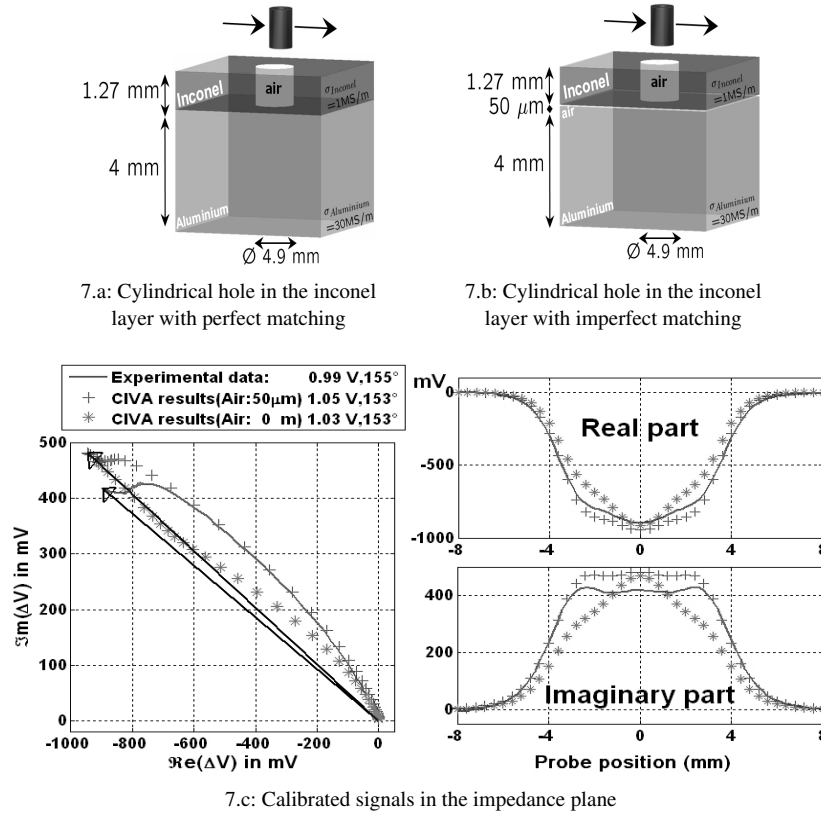 1.27 mm
Inconel
air
σInconel
=1MS/m
4 mm
Aluminium
σAluminium
=30MS/m
Ø 4.9 mm
7.a: Cylindrical hole in the inconel
layer with perfect matching
1.27 mm
50 μm
Inconel
air
air
σInconel
=1MS/m
4 mm
Aluminium
σAluminium
=30MS/m
Ø 4.9 mm
7.b: Cylindrical hole in the inconel
layer with imperfect matching
Experimental data: 0.99 V,155°
CIVA results(Air:50μm) 1.05 V,153°
CIVA results(Air: 0 m) 1.03 V,153°
500
400
300
200
100
0
ℑm(ΔV) in mV
-1000 -800 -600 -400 -200 0
ℜe(ΔV) in mV
mV
0
-500
-1000
Real part
-8 -4 0 4 8
400
200
0
Imaginary part
-8 -4 0 4 8
Probe position (mm)
7.c: Calibrated signals in the impedance plane